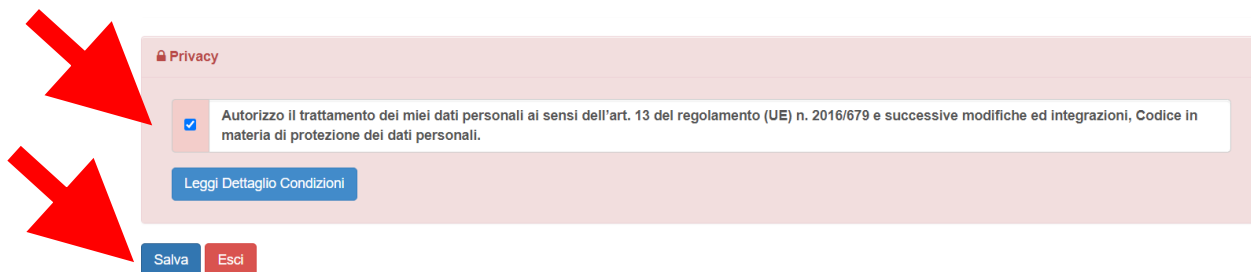 Privacy
Autorizzo il trattamento dei miei dati personali ai sensi dell'art. 13 del regolamento (UE) n. 2016/679 e successive modifiche ed integrazioni, Codice in
materia di protezione dei dati personali.
Leggi Dettaglio Condizioni
Salva Esci